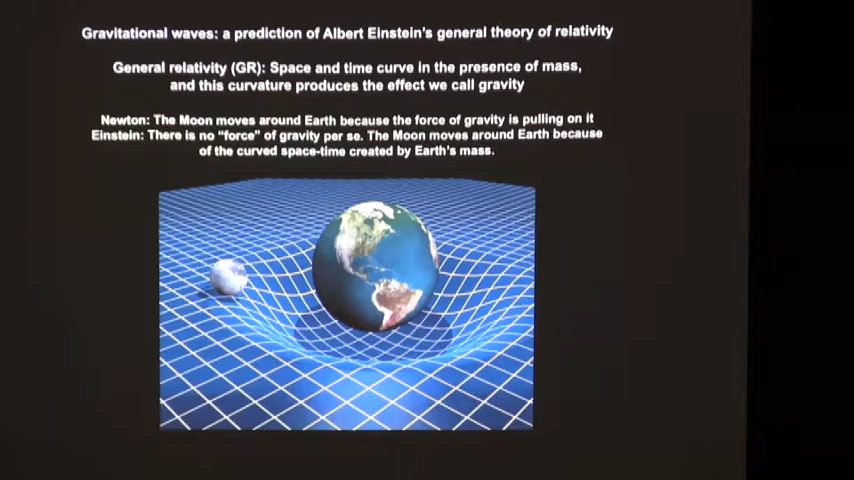 Gravitational waves: a prediction of Albert Einstein's general theory of relativity
General relativity (GR): Space and time curve in the presence of mass,
and this curvature produces the effect we call gravity
Newton: The Moon moves around Earth because the force of gravity is pulling on it
Einstein: There is no "force" of gravity per se. The Moon moves around Earth because
of the curved space-time created by Earth's mass.